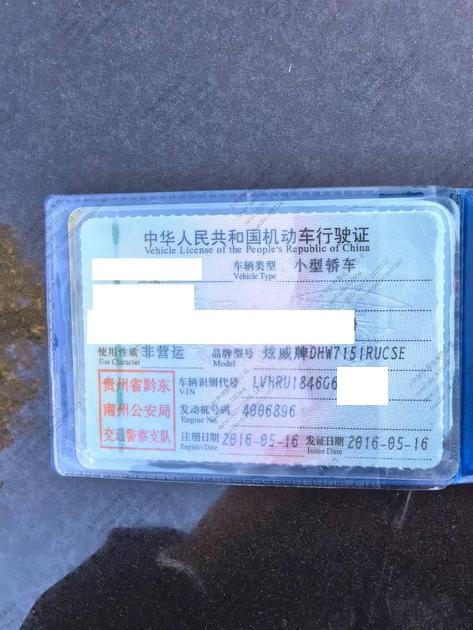 中华人民共和国机动车行驶证
Vehicle License of the People's Republic of China
车辆类型 小型轿车
Vehicle Type
使用性质 非营运 品牌型号 炫威牌DHW7151RUCSE
Use Character Model
贵州省黔东
南州公安局
交通警察支队
车辆识别代号 LVHRU1846G6
VIN
发动机号码 4006896
Engine No.
注册日期 2016-05-16 发证日期 2016-05-16
Register Date Issue Date